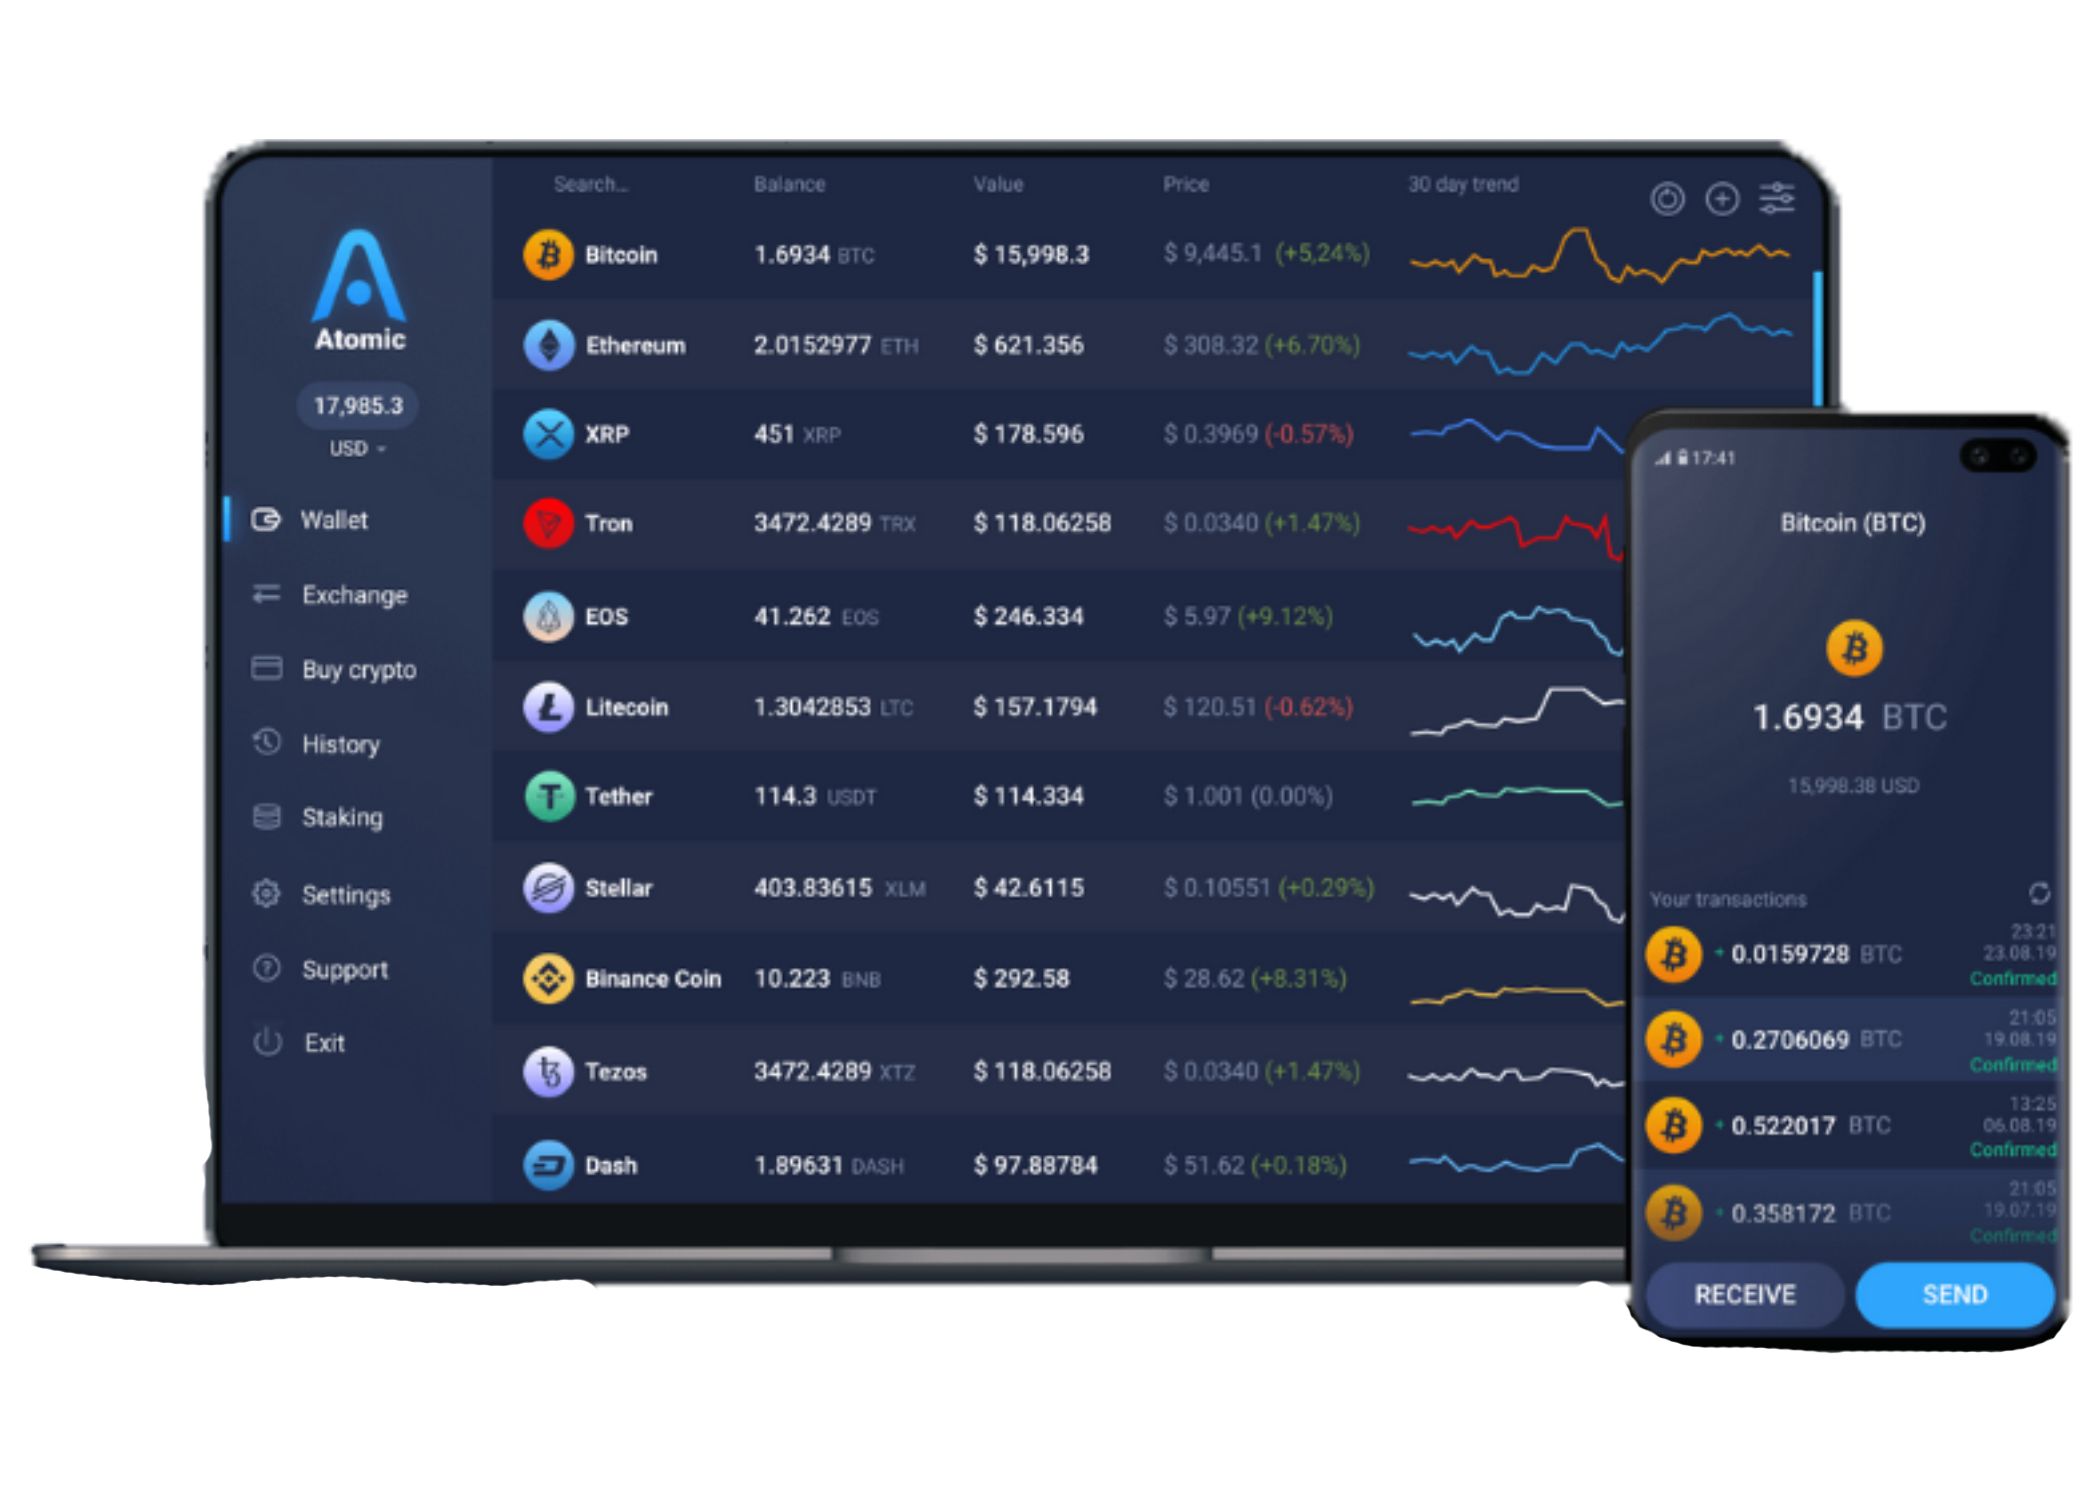 Search... Balance Value Price 30 day trend
Atomic
17,985.3
USD
Wallet
Exchange
Buy crypto
History
Staking
Settings
Support
Exit
Bitcoin 1.6934 BTC $ 15,998.3 $ 9,445.1 (+5,24%)
Ethereum 2.0152977 ETH $ 621.356 $ 308.32 (+6.70%)
XRP 451 XRP $ 178.596 $ 0.3969 (-0.57%)
Tron 3472.4289 TRX $ 118.06258 $ 0.0340 (+1.47%)
EOS 41.262 EOS $ 246.334 $ 5.97 (+9.12%)
Litecoin 1.3042853 LTC $ 157.1794 $ 120.51 (-0.62%)
Tether 114.3 USDT $ 114.334 $ 1.001 (0.00%)
Stellar 403.83615 XLM $ 42.6115 $ 0.10551 (+0.29%)
Binance Coin 10.223 BNB $ 292.58 $ 28.62 (+8.31%)
Tezos 3472.4289 XTZ $ 118.06258 $ 0.0340 (+1.47%)
Dash 1.89631 DASH $ 97.88784 $ 51.62 (+0.18%)
17:41
Bitcoin (BTC)
1.6934 BTC
15,998.38 USD
Your transactions
23:21
+ 0.0159728 BTC 23.08.19
Confirmed
21:05
+ 0.2706069 BTC 19.08.19
Confirmed
13:25
+ 0.522017 BTC 06.08.19
Confirmed
21:05
+ 0.358172 BTC 19.07.19
Confirmed
RECEIVE SEND